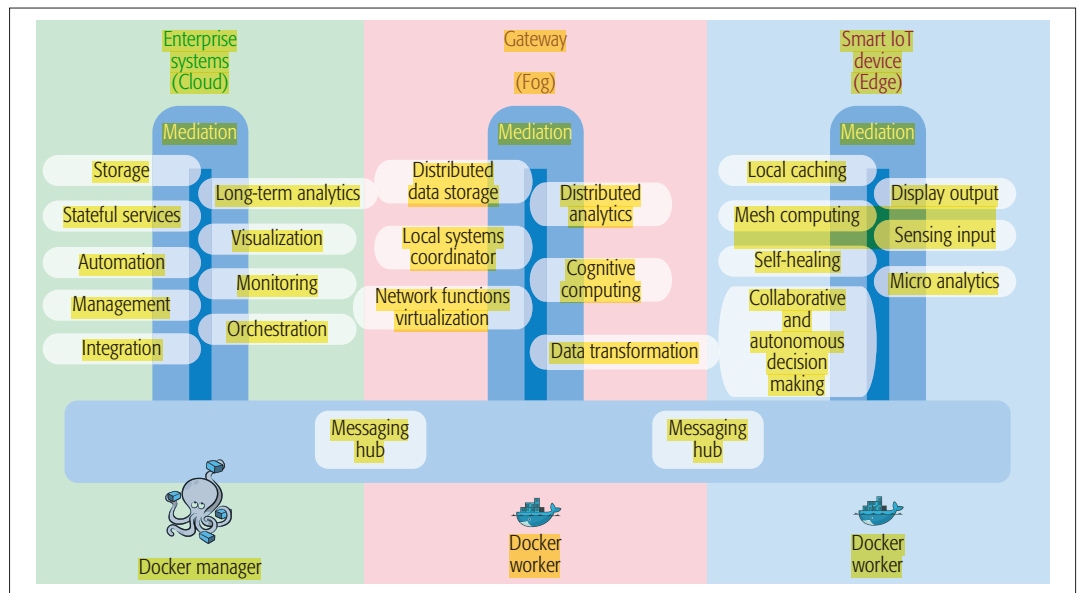 Enterprise
systems
(Cloud)
Gateway
(Fog)
Smart IoT
device
(Edge)
Mediation
Storage
Long-term analytics
Stateful services
Visualization
Automation
Monitoring
Management
Orchestration
Integration
Mediation
Distributed
data storage
Distributed
analytics
Local systems
coordinator
Cognitive
computing
Network functions
virtualization
Data transformation
Mediation
Local caching
Display output
Mesh computing
Sensing input
Self-healing
Micro analytics
Collaborative
and
autonomous
decision
making
Messaging
hub
Messaging
hub
Docker manager
Docker
worker
Docker
worker